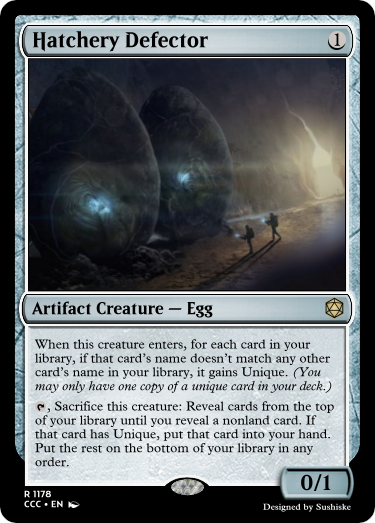 Hatchery Defector
1
Artifact Creature — Egg
When this creature enters, for each card in your
library, if that card's name doesn't match any other
card's name in your library, it gains Unique. (You
may only have one copy of a unique card in your deck.)
, Sacrifice this creature: Reveal cards from the top
of your library until you reveal a nonland card. If
that card has Unique, put that card into your hand.
Put the rest on the bottom of your library in any
order.
0/1
R 1178
CCC • EN
Designed by Sushiske